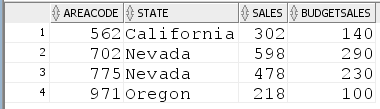 AREACODE STATE SALES BUDGETSALES
1 562 California 302 140
2 702 Nevada 598 290
3 775 Nevada 478 230
4 971 Oregon 218 100